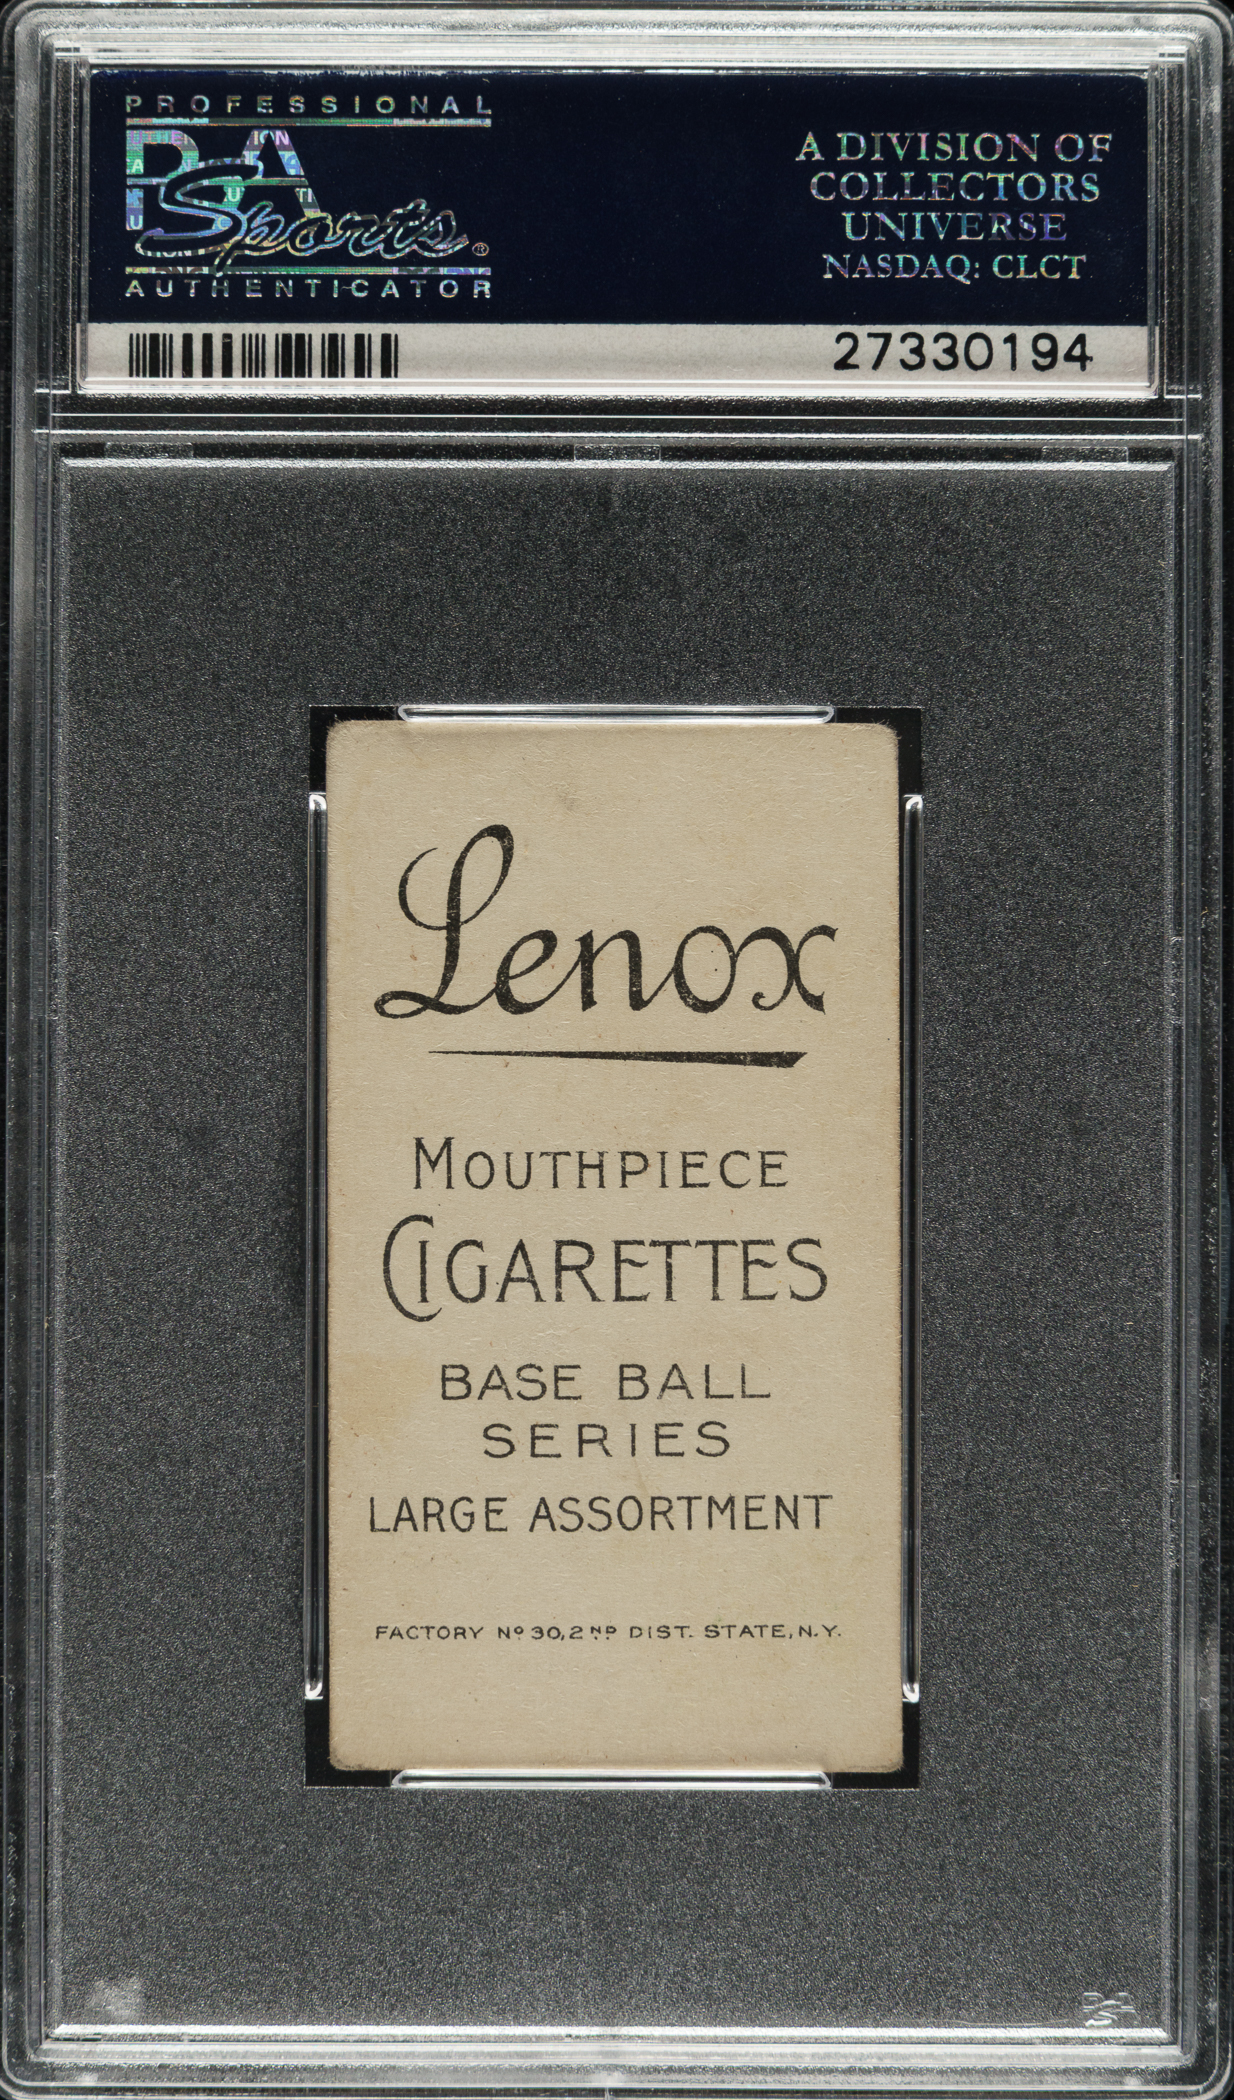 PROFESSIONAL
PSA
Sports®
AUTHENTICATOR
A DIVISION OF
COLLECTORS
UNIVERSE
NASDAQ: CLCT
27330194
Lenox
MOUTHPIECE
CIGARETTES
BASE BALL
SERIES
LARGE ASSORTMENT
FACTORY Nº 30, 2ND DIST. STATE, N.Y.
PSA